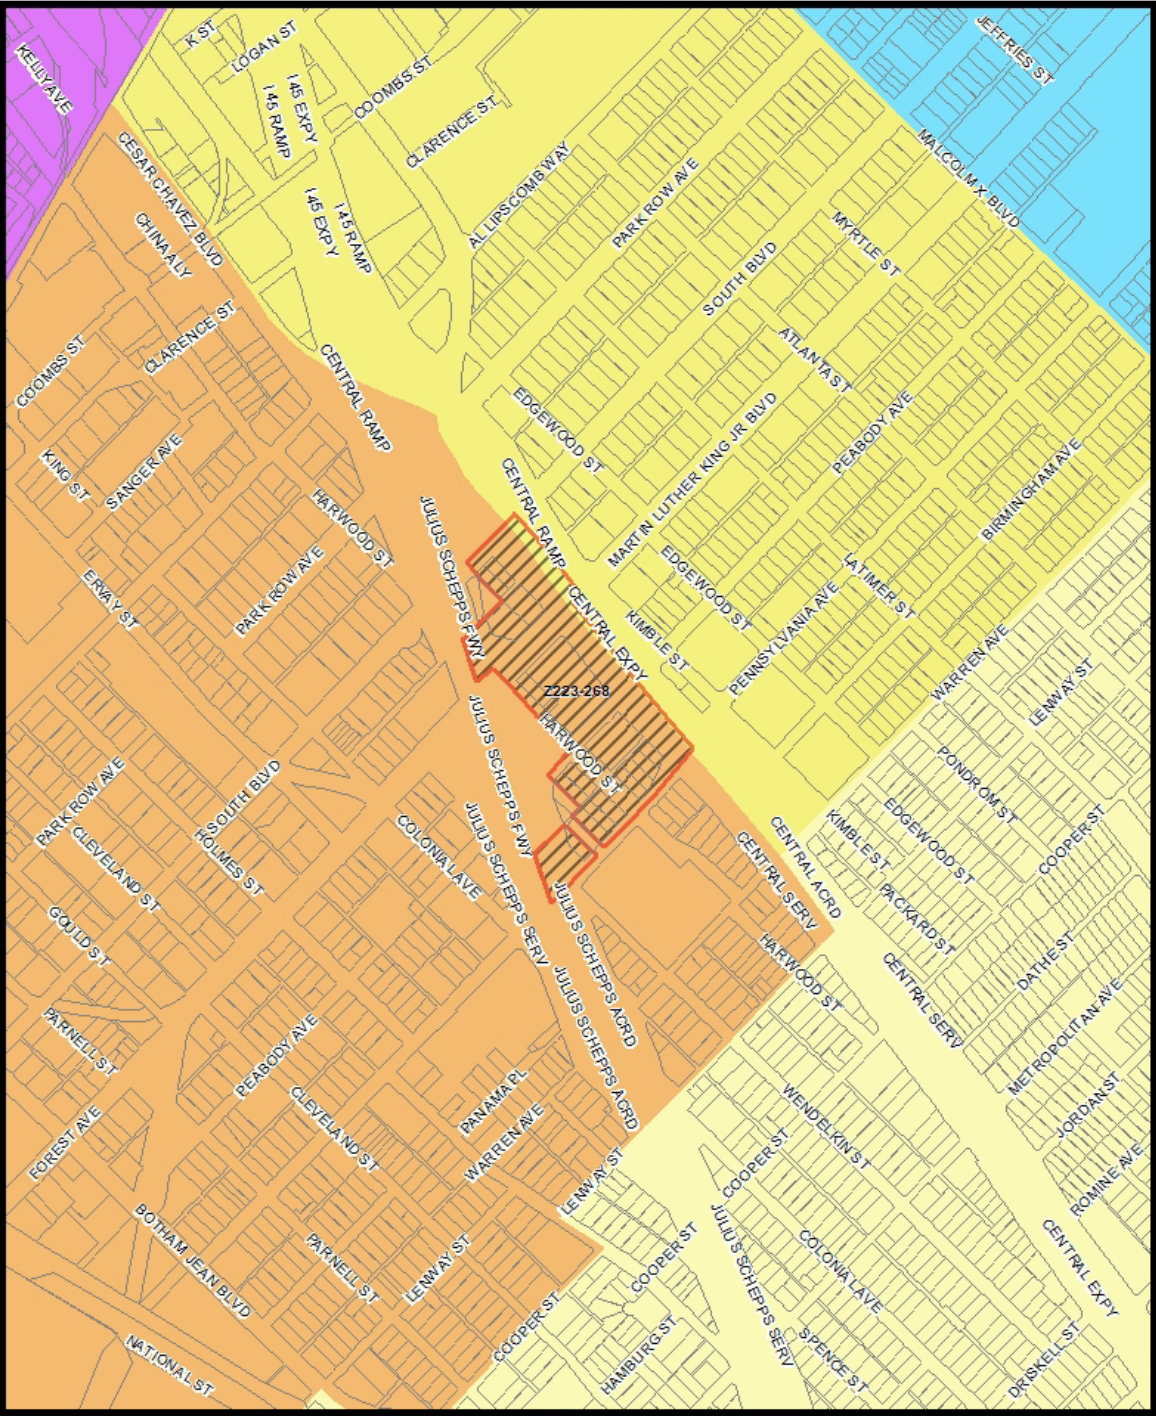 K ST
LOGAN ST
JEFFRIES ST
KELLY AVE
COOMBS ST
I 45 EXPY
I 45 RAMP
CLARENCE ST
CESAR CHAVEZ BLVD
MALCOLM X BLVD
AL LIPSCOMB WAY
PARK ROW AVE
I 45 EXPY
I 45 RAMP
CHINA ALY
MYRTLE ST
SOUTH BLVD
CLARENCE ST
COOMBS ST
CENTRAL RAMP
ATLANTA ST
EDGEWOOD ST
MARTIN LUTHER KING JR BLVD
PEABODY AVE
KING ST
SANGER AVE
HARWOOD ST
JULIUS SCHEPPS FWY
CENTRAL RAMP
BIRMINGHAM AVE
ERVAY ST
PARK ROW AVE
EDGEWOOD ST
LATIMER ST
CENTRAL EXPY
KIMBLE ST
PENNSYLVANIA AVE
WARREN AVE
LENWAY ST
Z223-268
HARWOOD ST
JULIUS SCHEPPS FWY
PARK ROW AVE
SOUTH BLVD
PONDROM ST
CLEVELAND ST
HOLMES ST
COLONIAL AVE
JULIUS SCHEPPS SERV
CENTRAL SERV
CENTRAL ACRD
KIMBLE ST
EDGEWOOD ST
COOPER ST
GOULD ST
JULIUS SCHEPPS ACRD
PACKARD ST
HARWOOD ST
CENTRAL SERV
DATHE ST
PARNELL ST
PEABODY AVE
JULIUS SCHEPPS ACRD
METROPOLITAN AVE
FOREST AVE
CLEVELAND ST
PANAMA PL
WARREN AVE
WENDELKIN ST
JORDAN ST
LENWAY ST
COOPER ST
ROMINE AVE
BOTHAM JEAN BLVD
PARNELL ST
LENWAY ST
COOPER ST
JULIUS SCHEPPS SERV
COLONIAL AVE
CENTRAL EXPY
NATIONAL ST
COOPER ST
HAMBURG ST
SPENCE ST
DRISKELL ST